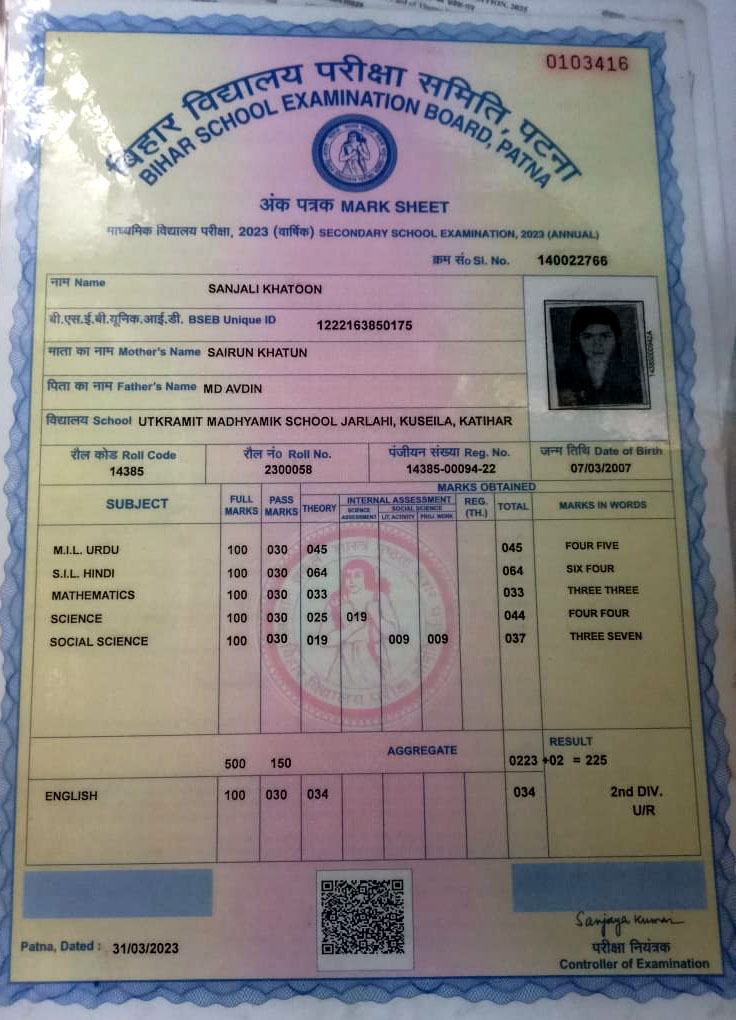 0103416
बिहार विद्यालय परीक्षा समिति, पटना
BIHAR SCHOOL EXAMINATION BOARD, PATNA
अंक पत्रक MARK SHEET
माध्यमिक विद्यालय परीक्षा, 2023 (वार्षिक) SECONDARY SCHOOL EXAMINATION, 2023 (ANNUAL)
क्रम सं० Sl. No. 140022766
नाम Name SANJALI KHATOON
बी.एस.ई.बी.यूनिक.आई.डी. BSEB Unique ID 1222163850175
माता का नाम Mother's Name SAIRUN KHATUN
पिता का नाम Father's Name MD AVDIN
विद्यालय School UTKRAMIT MADHYAMIK SCHOOL JARLAHI, KUSEILA, KATIHAR
रौल कोड Roll Code रौल नं० Roll No. पंजीयन संख्या Reg. No. जन्म तिथि Date of Birth
14385 2300058 14385-00094-22 07/03/2007
MARKS OBTAINED
SUBJECT FULL MARKS PASS MARKS THEORY INTERNAL ASSESSMENT SCIENCE ASSESSMENT SOCIAL SCIENCE LIT. ACTIVITY PROJ. WORK REG. (TH.) TOTAL MARKS IN WORDS
M.I.L. URDU 100 030 045 045 FOUR FIVE
S.I.L. HINDI 100 030 064 064 SIX FOUR
MATHEMATICS 100 030 033 033 THREE THREE
SCIENCE 100 030 025 019 044 FOUR FOUR
SOCIAL SCIENCE 100 030 019 009 009 037 THREE SEVEN
AGGREGATE RESULT
500 150 0223 +02 = 225
ENGLISH 100 030 034 034 2nd DIV.
U/R
Sanjaya Kumar
Patna, Dated : 31/03/2023
परीक्षा नियंत्रक
Controller of Examination